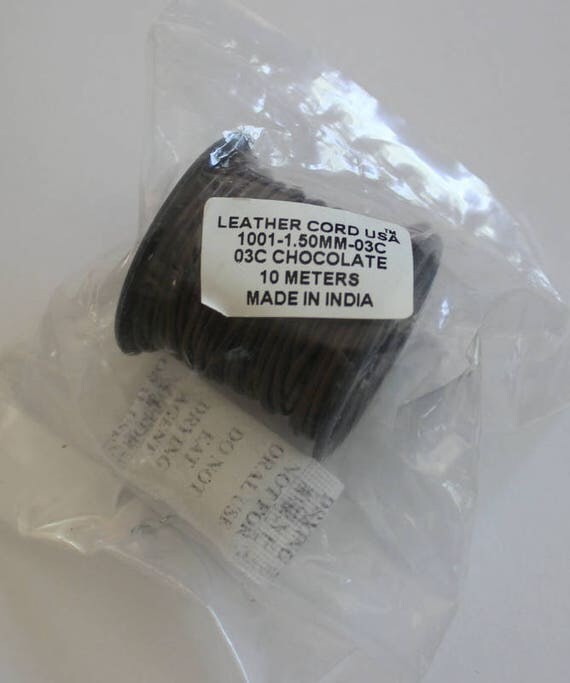 LEATHER CORD USA™
1001-1.50MM-03C
03C CHOCOLATE
10 METERS
MADE IN INDIA
DRYING
AGENT
DO NOT
EAT
NOT FOR
ORAL USE